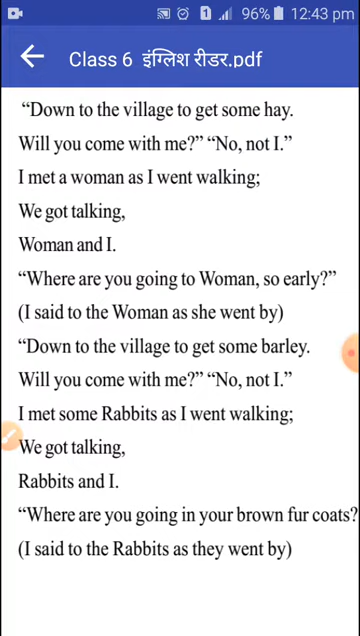 96% 12:43 pm
Class 6 इंग्लिश रीडर.pdf
“Down to the village to get some hay.
Will you come with me?” “No, not I.”
I met a woman as I went walking;
We got talking,
Woman and I.
“Where are you going to Woman, so early?”
(I said to the Woman as she went by)
“Down to the village to get some barley.
Will you come with me?” “No, not I.”
I met some Rabbits as I went walking;
We got talking,
Rabbits and I.
“Where are you going in your brown fur coats?
(I said to the Rabbits as they went by)